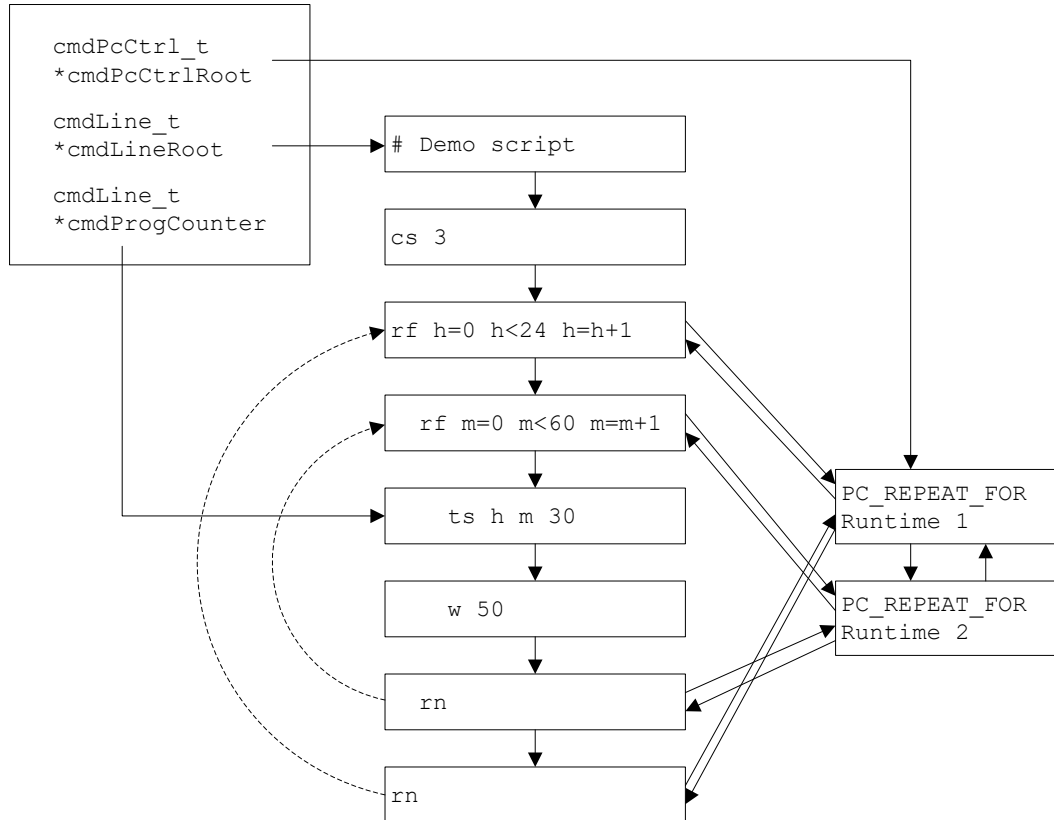 cmdPcCtrl_t
*cmdPcCtrlRoot
cmdLine_t
*cmdLineRoot
cmdLine_t
*cmdProgCounter
# Demo script
cs 3
rf h=0 h<24 h=h+1
rf m=0 m<60 m=m+1
ts h m 30
w 50
rn
rn
PC_REPEAT_FOR
Runtime 1
PC_REPEAT_FOR
Runtime 2